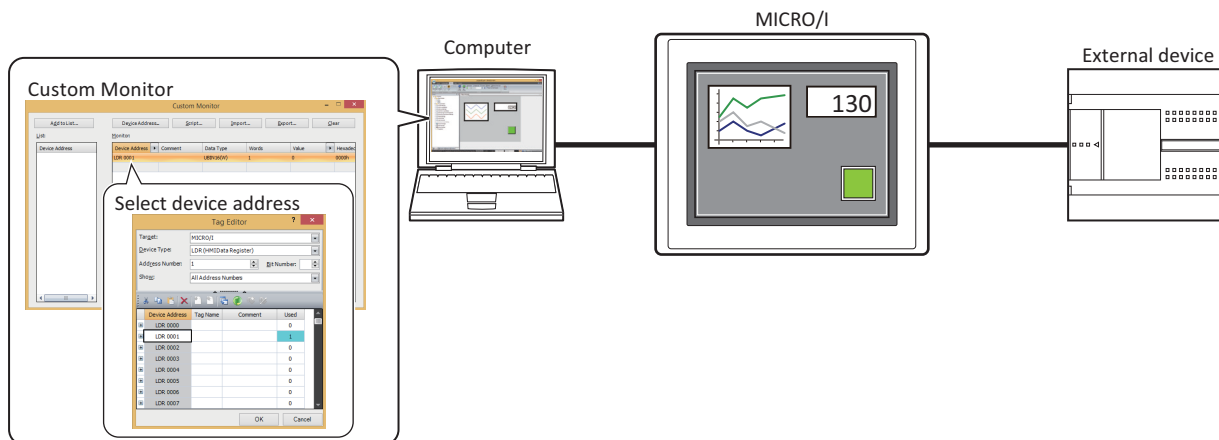 MICRO/I
Computer
External device
Custom Monitor
Custom Monitor
Add to List...
Device Address...
Script...
Import...
Export...
Clear
List:
Monitor:
Device Address
Device Address
Comment
Data Type
Words
Value
Hexadec
LDR 0001
UBIN16(W)
1
0
0000h
130
Select device address
Tag Editor
Target:
MICRO/I
Device Type:
LDR (HMI Data Register)
Address Number:
1
Bit Number:
Show:
All Address Numbers
Device Address
Tag Name
Comment
Used
LDR 0000
0
LDR 0001
1
LDR 0002
0
LDR 0003
0
LDR 0004
0
LDR 0005
0
LDR 0006
0
LDR 0007
0
OK
Cancel